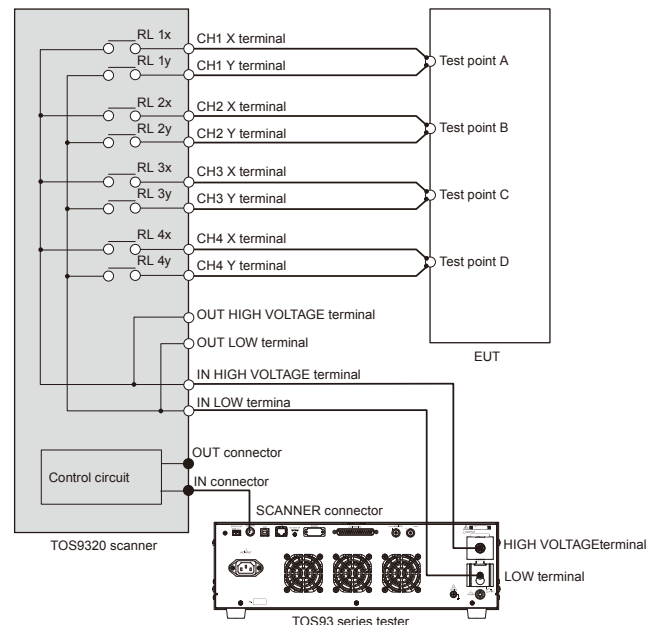 RL 1x
CH1 X terminal
RL 1y
CH1 Y terminal
Test point A
RL 2x
CH2 X terminal
RL 2y
CH2 Y terminal
Test point B
RL 3x
CH3 X terminal
RL 3y
CH3 Y terminal
Test point C
RL 4x
CH4 X terminal
RL 4y
CH4 Y terminal
Test point D
OUT HIGH VOLTAGE terminal
OUT LOW terminal
EUT
IN HIGH VOLTAGE terminal
IN LOW termina
OUT connector
Control circuit
IN connector
SCANNER connector
TOS9320 scanner
HIGH VOLTAGEterminal
LOW terminal
TOS93 series tester